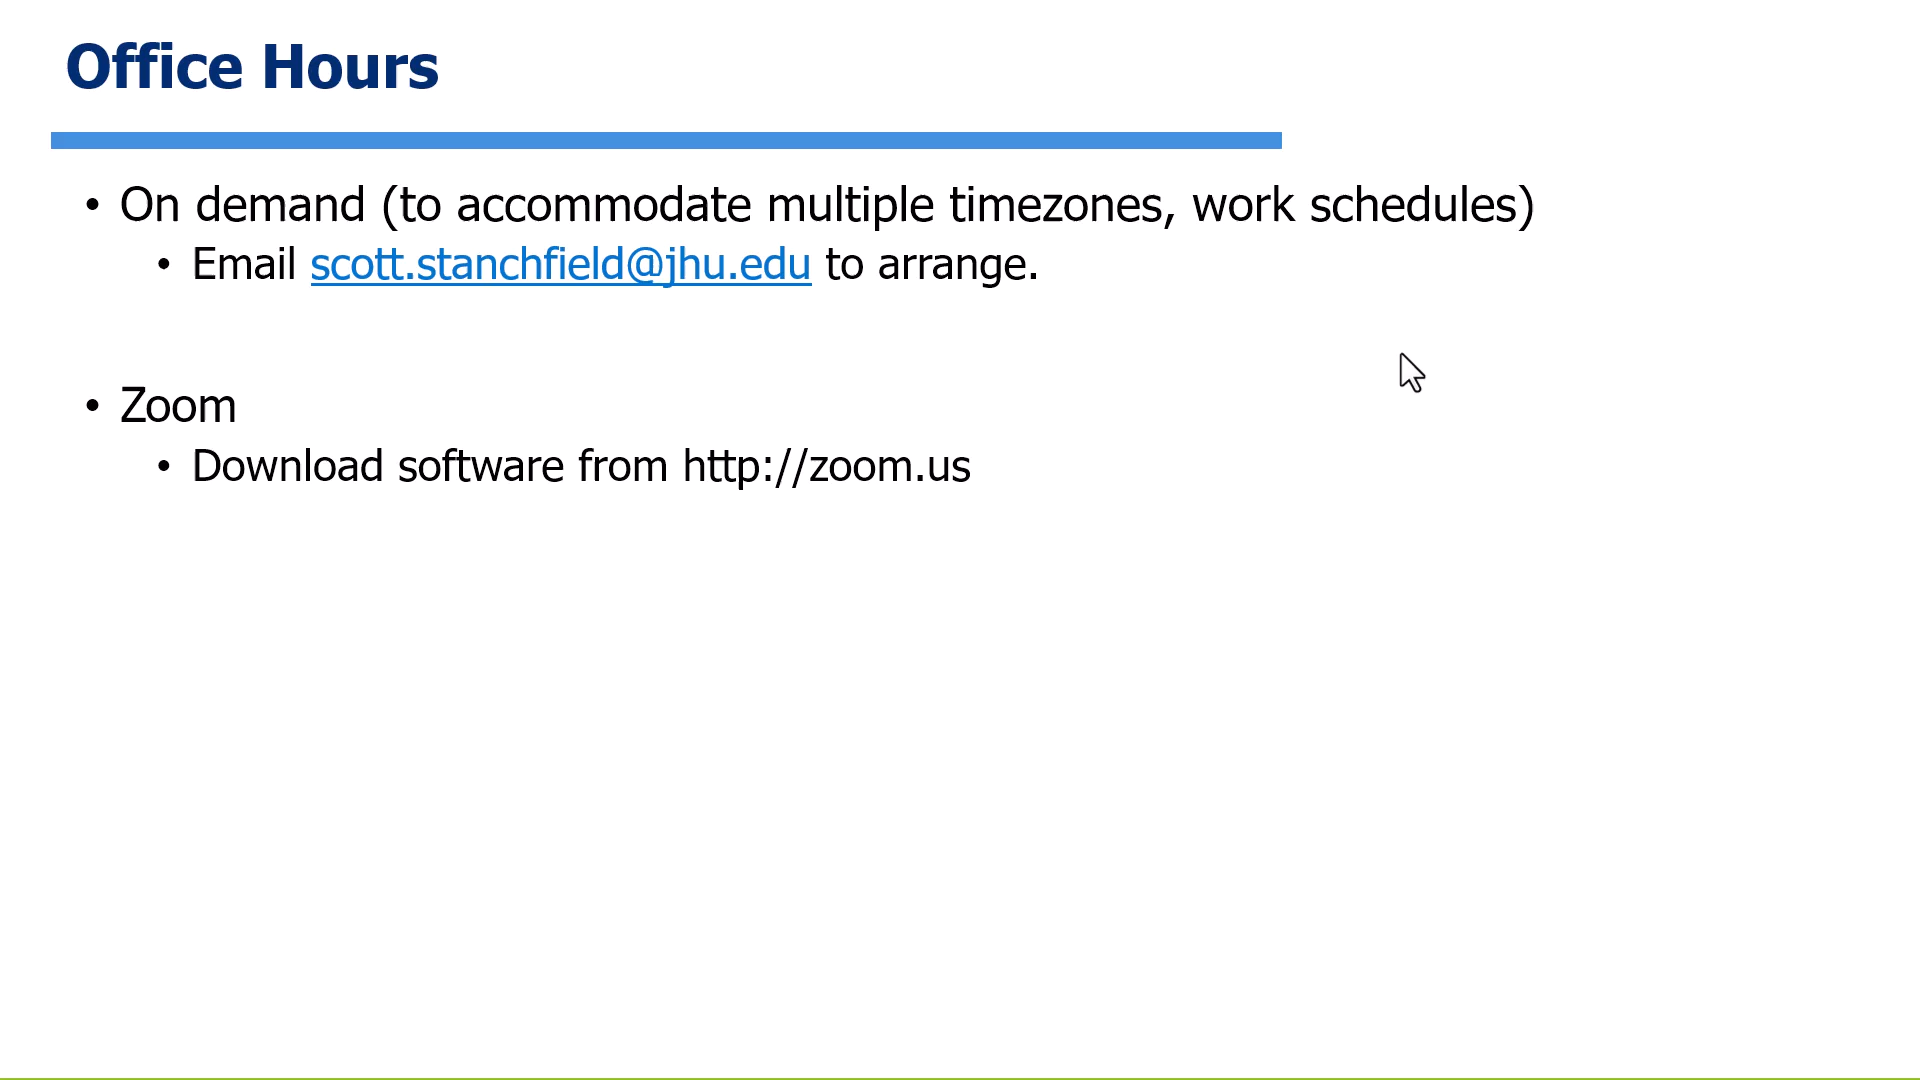 Office Hours
• On demand (to accommodate multiple timezones, work schedules)
• Email scott.stanchfield@jhu.edu to arrange.
• Zoom
• Download software from http://zoom.us